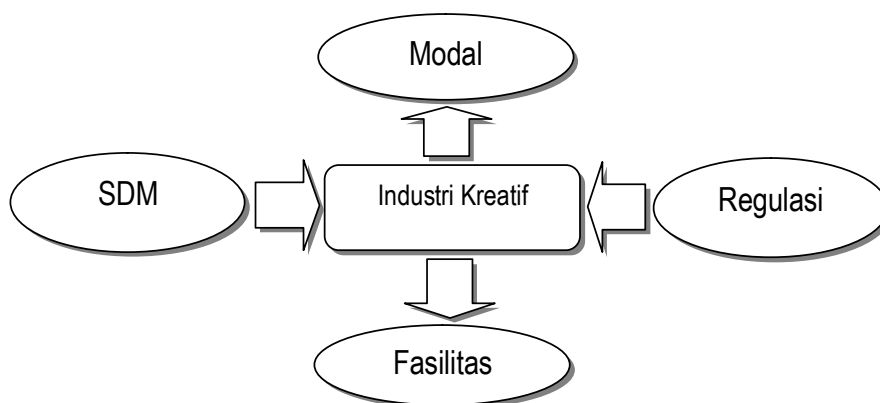 Modal
SDM
Industri Kreatif
Regulasi
Fasilitas